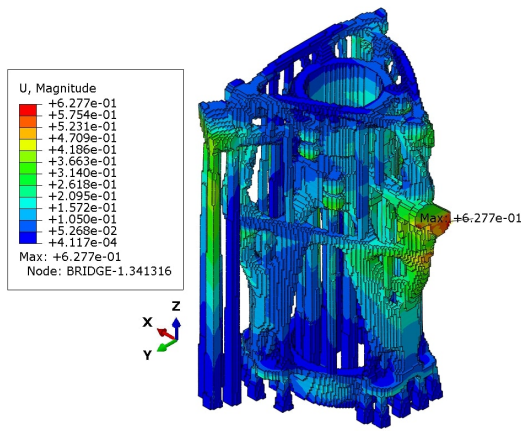 U, Magnitude
+6.277e-01
+5.754e-01
+5.231e-01
+4.709e-01
+4.186e-01
+3.663e-01
+3.140e-01
+2.618e-01
+2.095e-01
+1.572e-01
+1.050e-01
+5.268e-02
+4.117e-04
Max: +6.277e-01
Node: BRIDGE-1.341316
Max: +6.277e-01
Z
X
Y